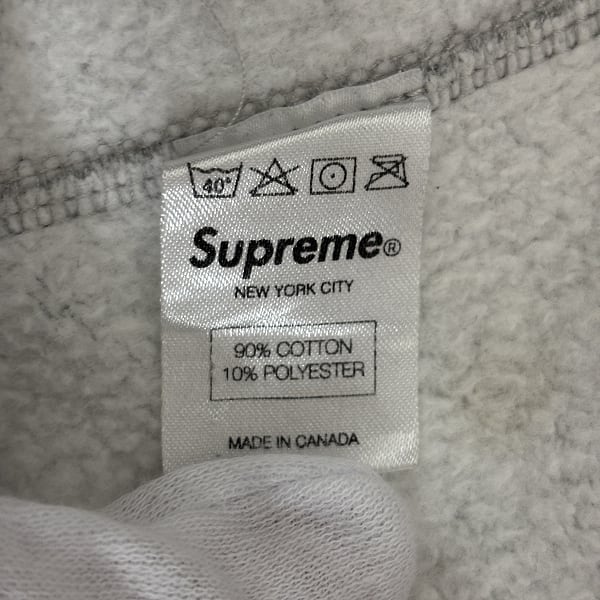 40°
Supreme®
NEW YORK CITY
90% COTTON
10% POLYESTER
MADE IN CANADA